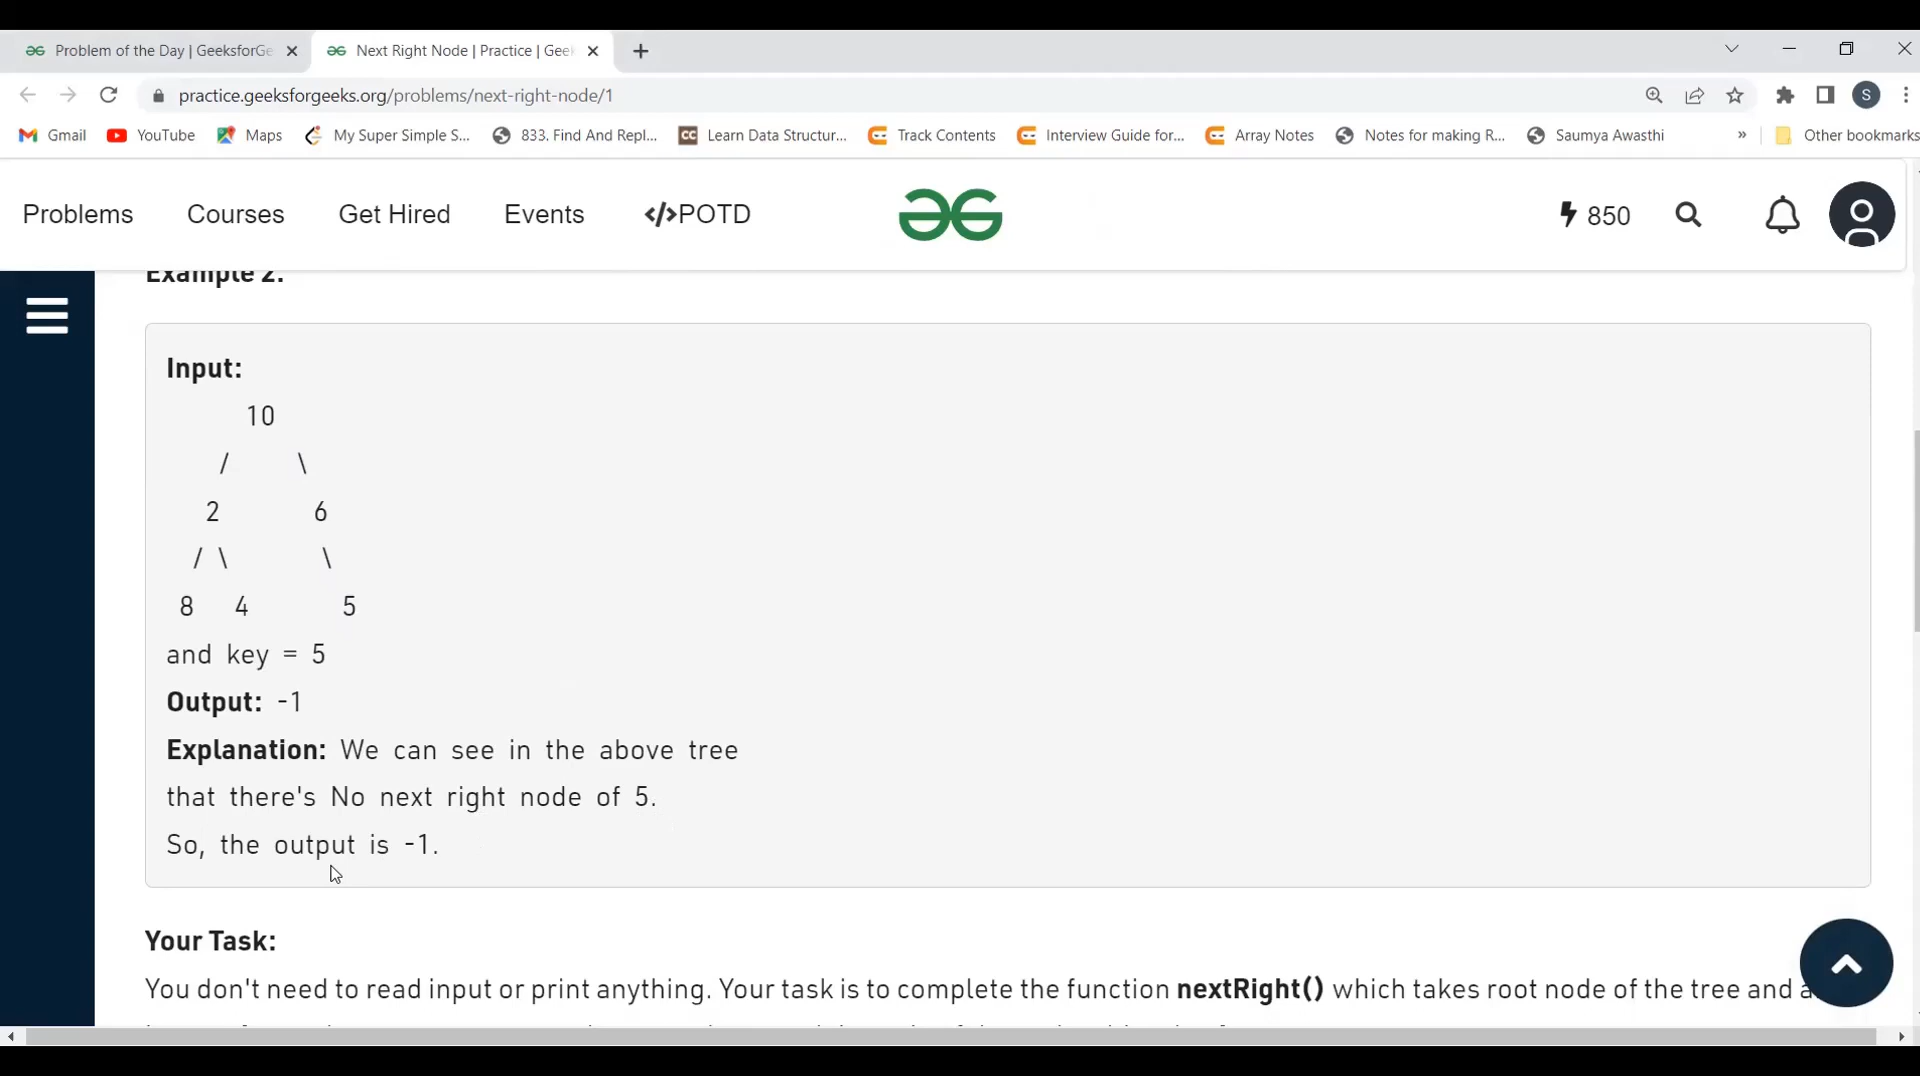 Problem of the Day | GeeksforGe
Next Right Node | Practice | Geek
practice.geeksforgeeks.org/problems/next-right-node/1
S
Gmail
YouTube
Maps
My Super Simple S...
833. Find And Repl...
Learn Data Structur...
Track Contents
Interview Guide for...
Array Notes
Notes for making R...
Saumya Awasthi
»
Other bookmarks
Problems
Courses
Get Hired
Events
</>POTD
850
Example 2:
Input:
10
/ \
2 6
/ \ \
8 4 5
and key = 5
Output: -1
Explanation: We can see in the above tree
that there's No next right node of 5.
So, the output is -1.
Your Task:
You don't need to read input or print anything. Your task is to complete the function nextRight() which takes root node of the tree and